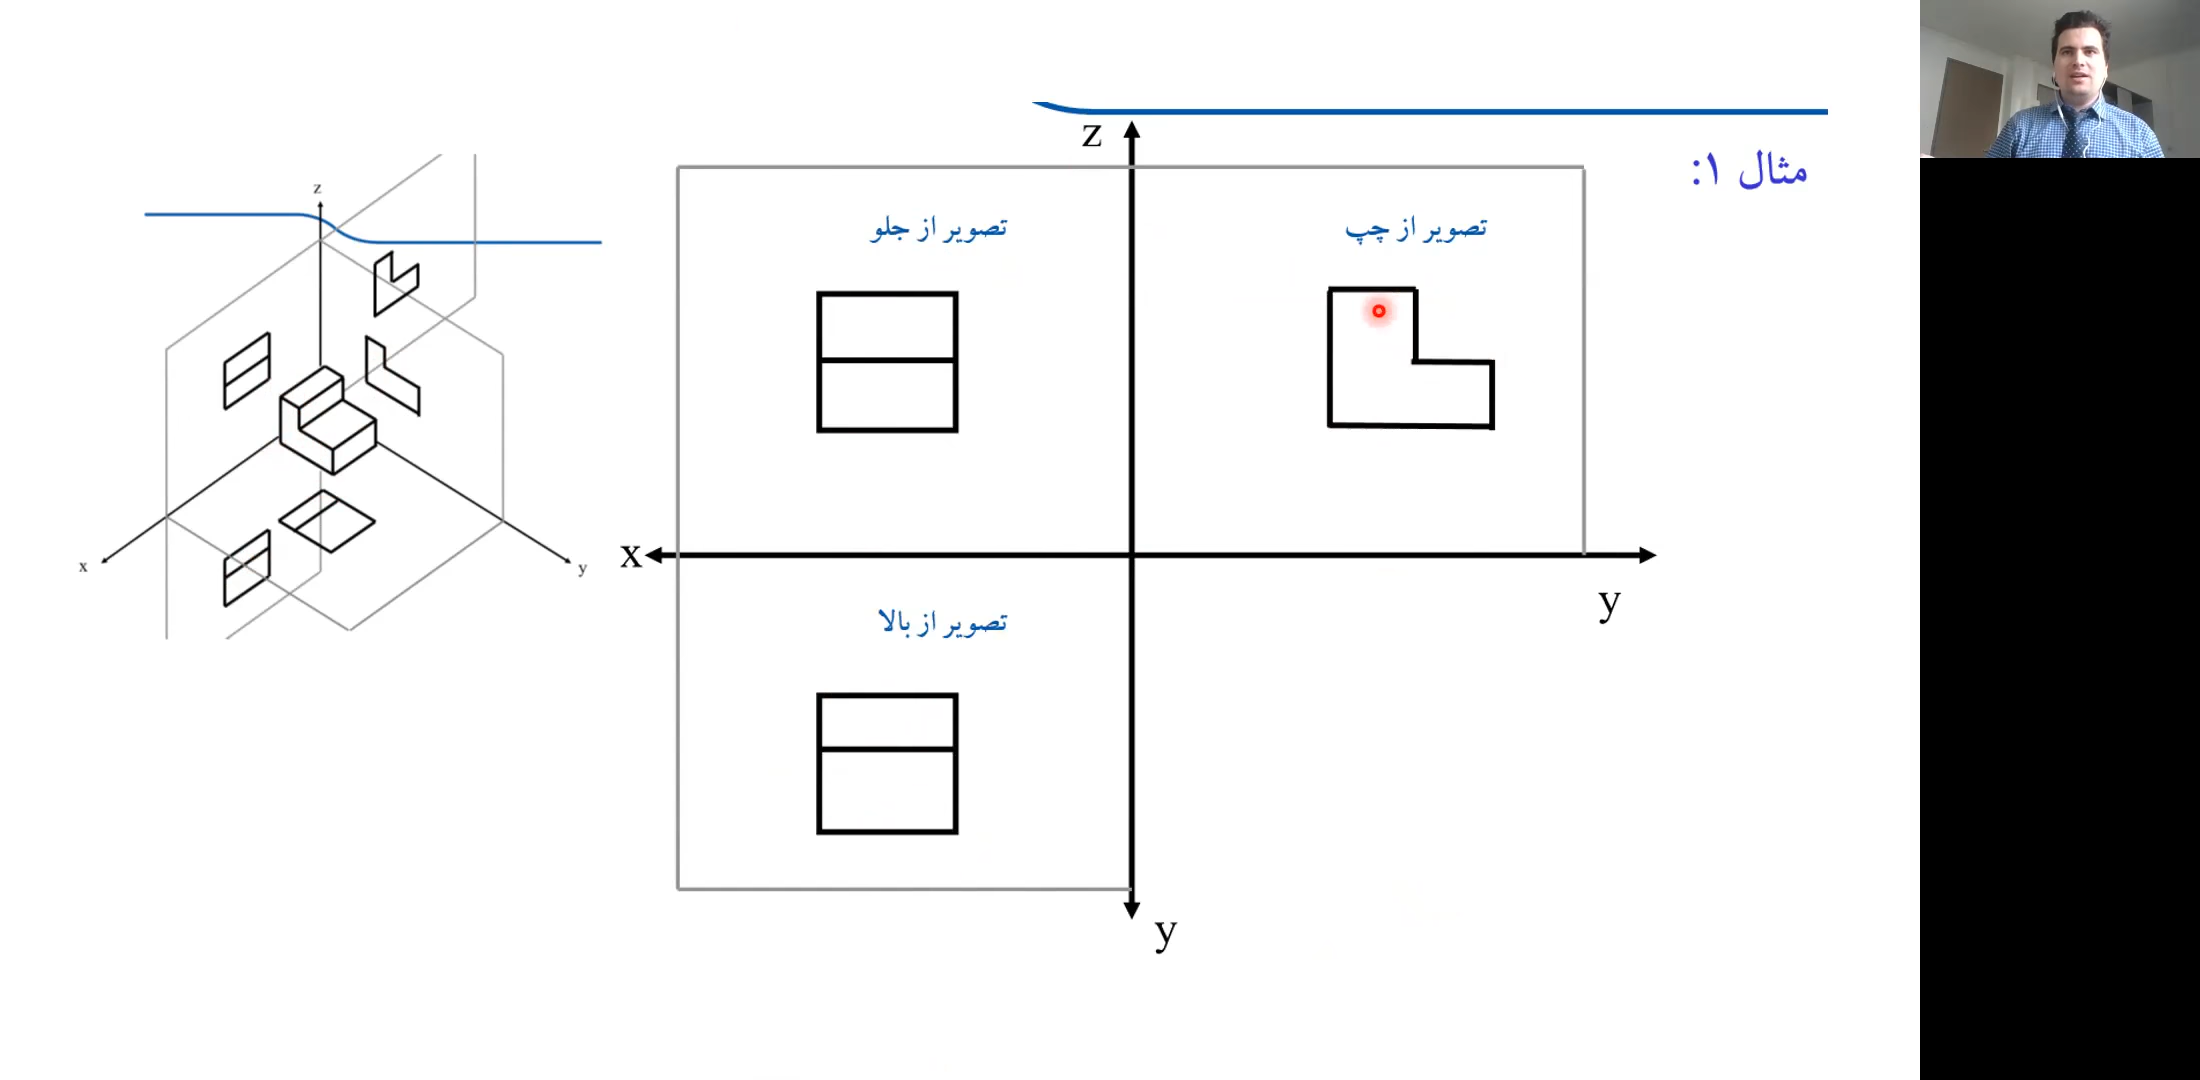 مثال ۱:
z
تصویر از جلو
تصویر از چپ
x
y
تصویر از بالا
y
z
x
y